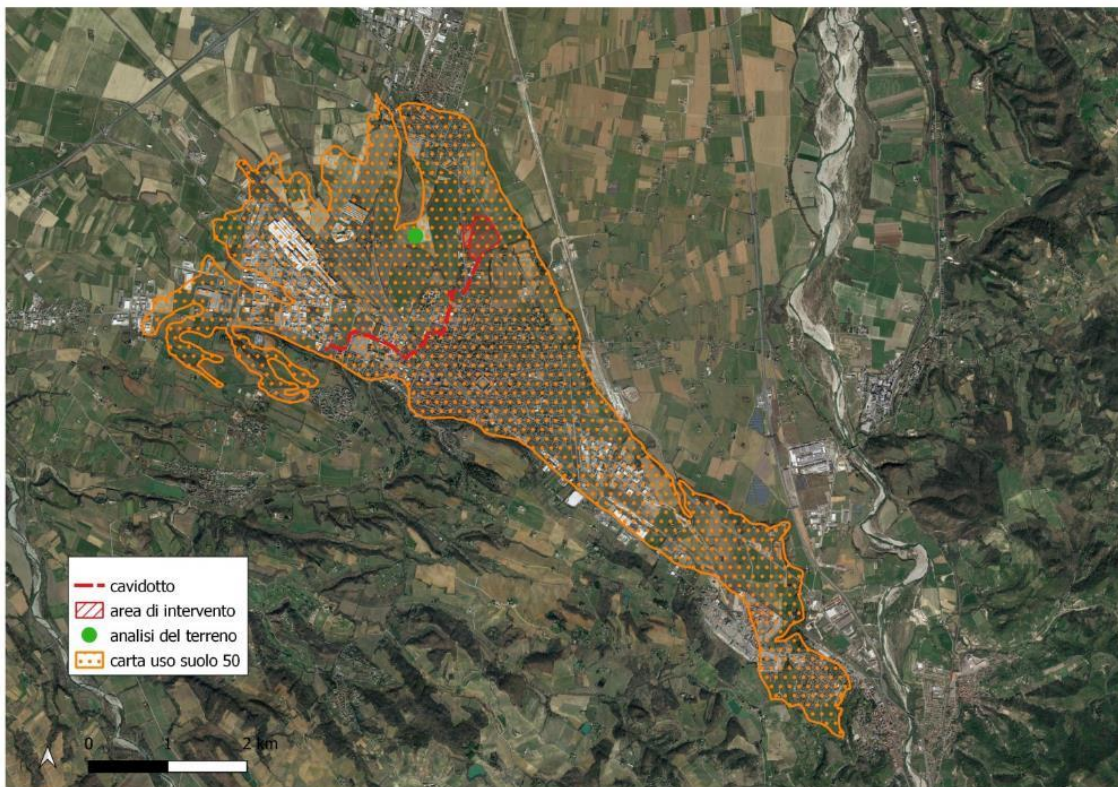 cavidotto
area di intervento
analisi del terreno
carta uso suolo 50
0 1 2 km